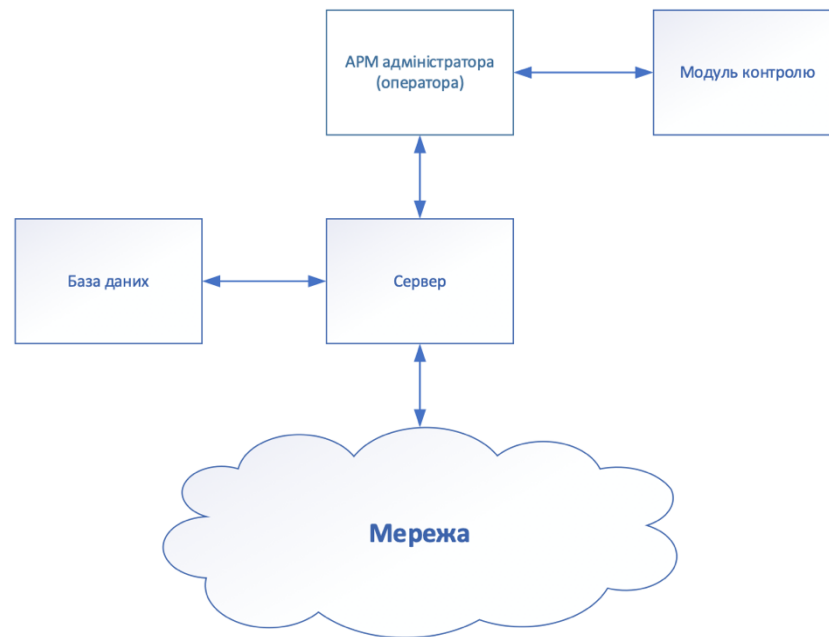 АРМ адміністратора
(оператора)
Модуль контролю
База даних
Сервер
Мережа